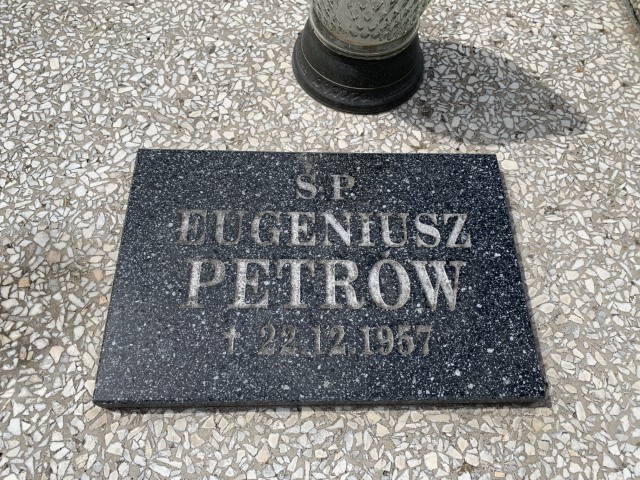 Ś.P.
EUGENIUSZ
PETRÓW
† 22.12.1957